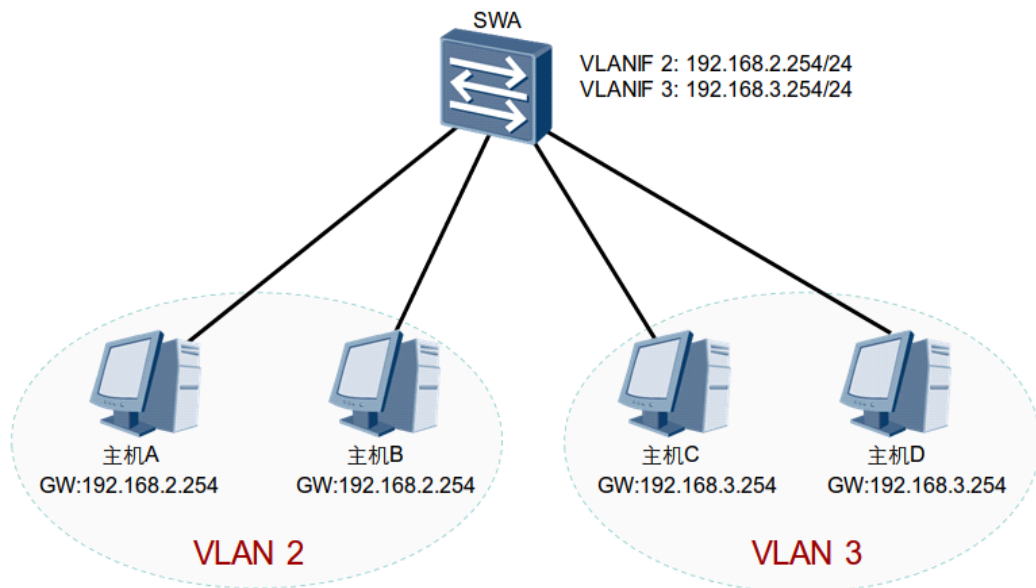 SWA
VLANIF 2: 192.168.2.254/24
VLANIF 3: 192.168.3.254/24
主机A
GW:192.168.2.254
主机B
GW:192.168.2.254
主机C
GW:192.168.3.254
主机D
GW:192.168.3.254
VLAN 2
VLAN 3